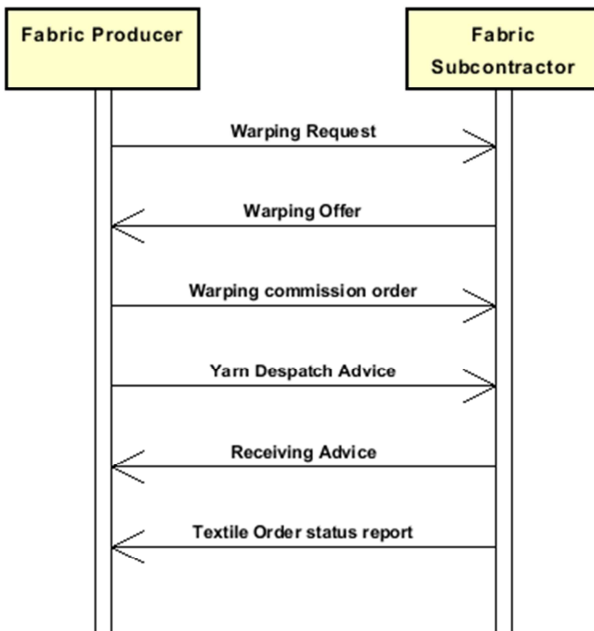 Fabric Producer
Fabric
Subcontractor
Warping Request
Warping Offer
Warping commission order
Yarn Despatch Advice
Receiving Advice
Textile Order status report